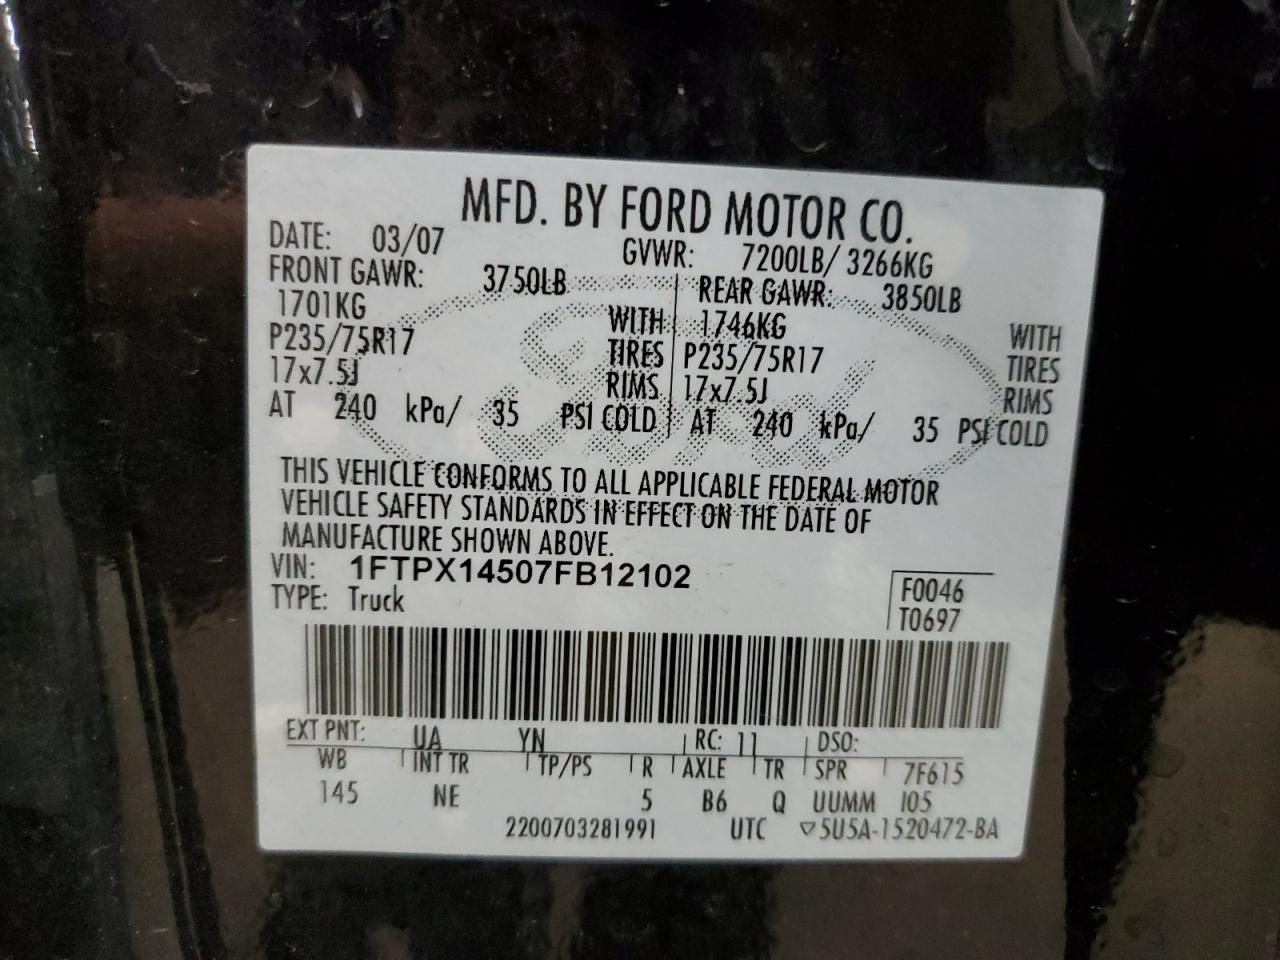 MFD. BY FORD MOTOR CO.
DATE: 03/07 GVWR: 7200LB/ 3266KG
FRONT GAWR: 3750LB REAR GAWR: 3850LB
1701KG WITH 1746KG WITH
P235/75R17 TIRES P235/75R17 TIRES
17x7.5J RIMS 17x7.5J RIMS
AT 240 kPa/ 35 PSI COLD AT 240 kPa/ 35 PSI COLD
Ford
THIS VEHICLE CONFORMS TO ALL APPLICABLE FEDERAL MOTOR
VEHICLE SAFETY STANDARDS IN EFFECT ON THE DATE OF
MANUFACTURE SHOWN ABOVE.
VIN: 1FTPX14507FB12102 F0046
TYPE: Truck T0697
EXT PNT: UA YN RC: 11 DSO:
WB INT TR TP/PS R AXLE TR SPR 7F615
145 NE 5 B6 Q UUMM I05
2200703281991 UTC ▽5U5A-1520472-BA